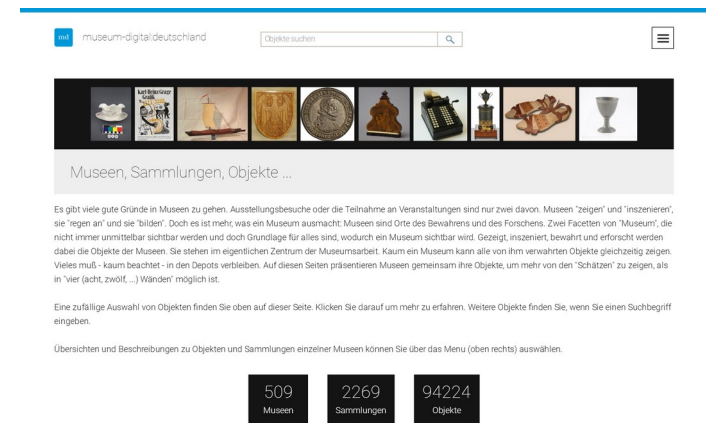 md museum-digital:deutschland
Objekte suchen
Karl-Heinz Geyer
Grafik
Museen, Sammlungen, Objekte ...
Es gibt viele gute Gründe in Museen zu gehen. Ausstellungsbesuche oder die Teilnahme an Veranstaltungen sind nur zwei davon. Museen "zeigen" und "inszenieren",
sie "regen an" und sie "bilden". Doch es ist mehr, was ein Museum ausmacht: Museen sind Orte des Bewahrens und des Forschens. Zwei Facetten von "Museum", die
nicht immer unmittelbar sichtbar werden und doch Grundlage für alles sind, wodurch ein Museum sichtbar wird. Gezeigt, inszeniert, bewahrt und erforscht werden
dabei die Objekte der Museen. Sie stehen im eigentlichen Zentrum der Museumsarbeit. Kaum ein Museum kann alle von ihm verwahrten Objekte gleichzeitig zeigen.
Vieles muß - kaum beachtet - in den Depots verbleiben. Auf diesen Seiten präsentieren Museen gemeinsam ihre Objekte, um mehr von den "Schätzen" zu zeigen, als
in "vier (acht, zwölf, ...) Wänden" möglich ist.
Eine zufällige Auswahl von Objekten finden Sie oben auf dieser Seite. Klicken Sie darauf um mehr zu erfahren. Weitere Objekte finden Sie, wenn Sie einen Suchbegriff
eingeben.
Übersichten und Beschreibungen zu Objekten und Sammlungen einzelner Museen können Sie über das Menu (oben rechts) auswählen.
509 2269 94224
Museen Sammlungen Objekte